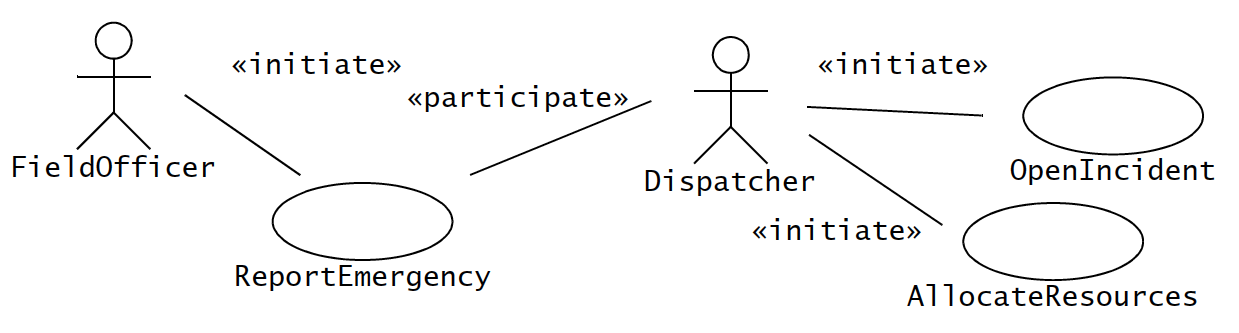 «initiate»
«participate»
FieldOfficer
ReportEmergency
«initiate»
Dispatcher
OpenIncident
«initiate»
AllocateResources